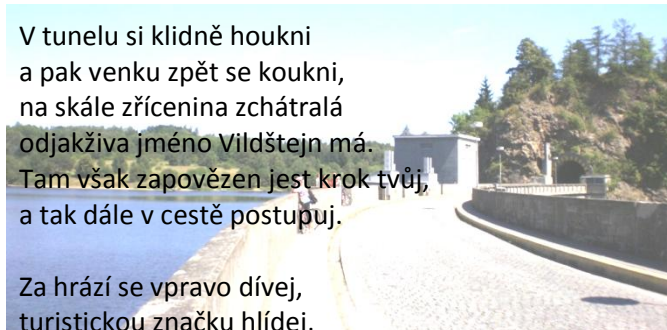 V tunelu si klidně houkni
a pak venku zpět se koukni,
na skále zřícenina zchátralá
odjakživa jméno Vildštejn má.
Tam však zapovězen jest krok tvůj,
a tak dále v cestě postupuj.
Za hrází se vpravo dívej,
turistickou značku hlídej,